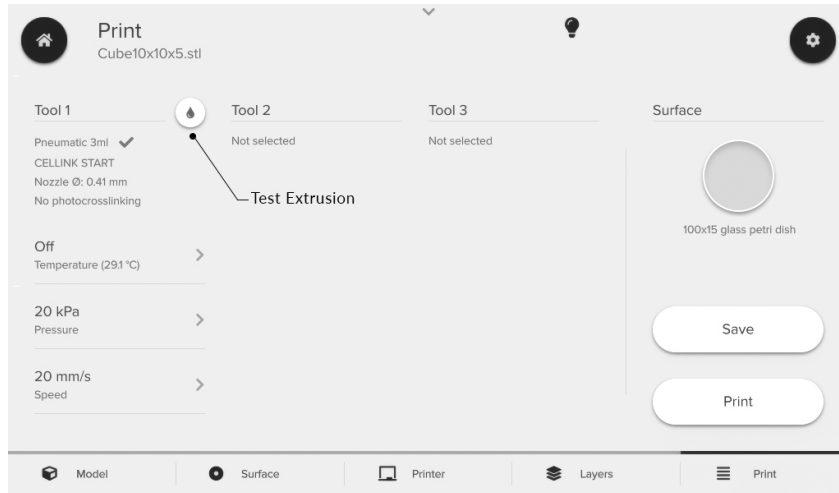 Print
Cube10x10x5.stl
Tool 1
Pneumatic 3ml
CELLINK START
Nozzle Ø: 0.41 mm
No photocrosslinking
Off
Temperature (29.1 °C)
20 kPa
Pressure
20 mm/s
Speed
Test Extrusion
Tool 2
Not selected
Tool 3
Not selected
Surface
100x15 glass petri dish
Save
Print
Model
Surface
Printer
Layers
Print